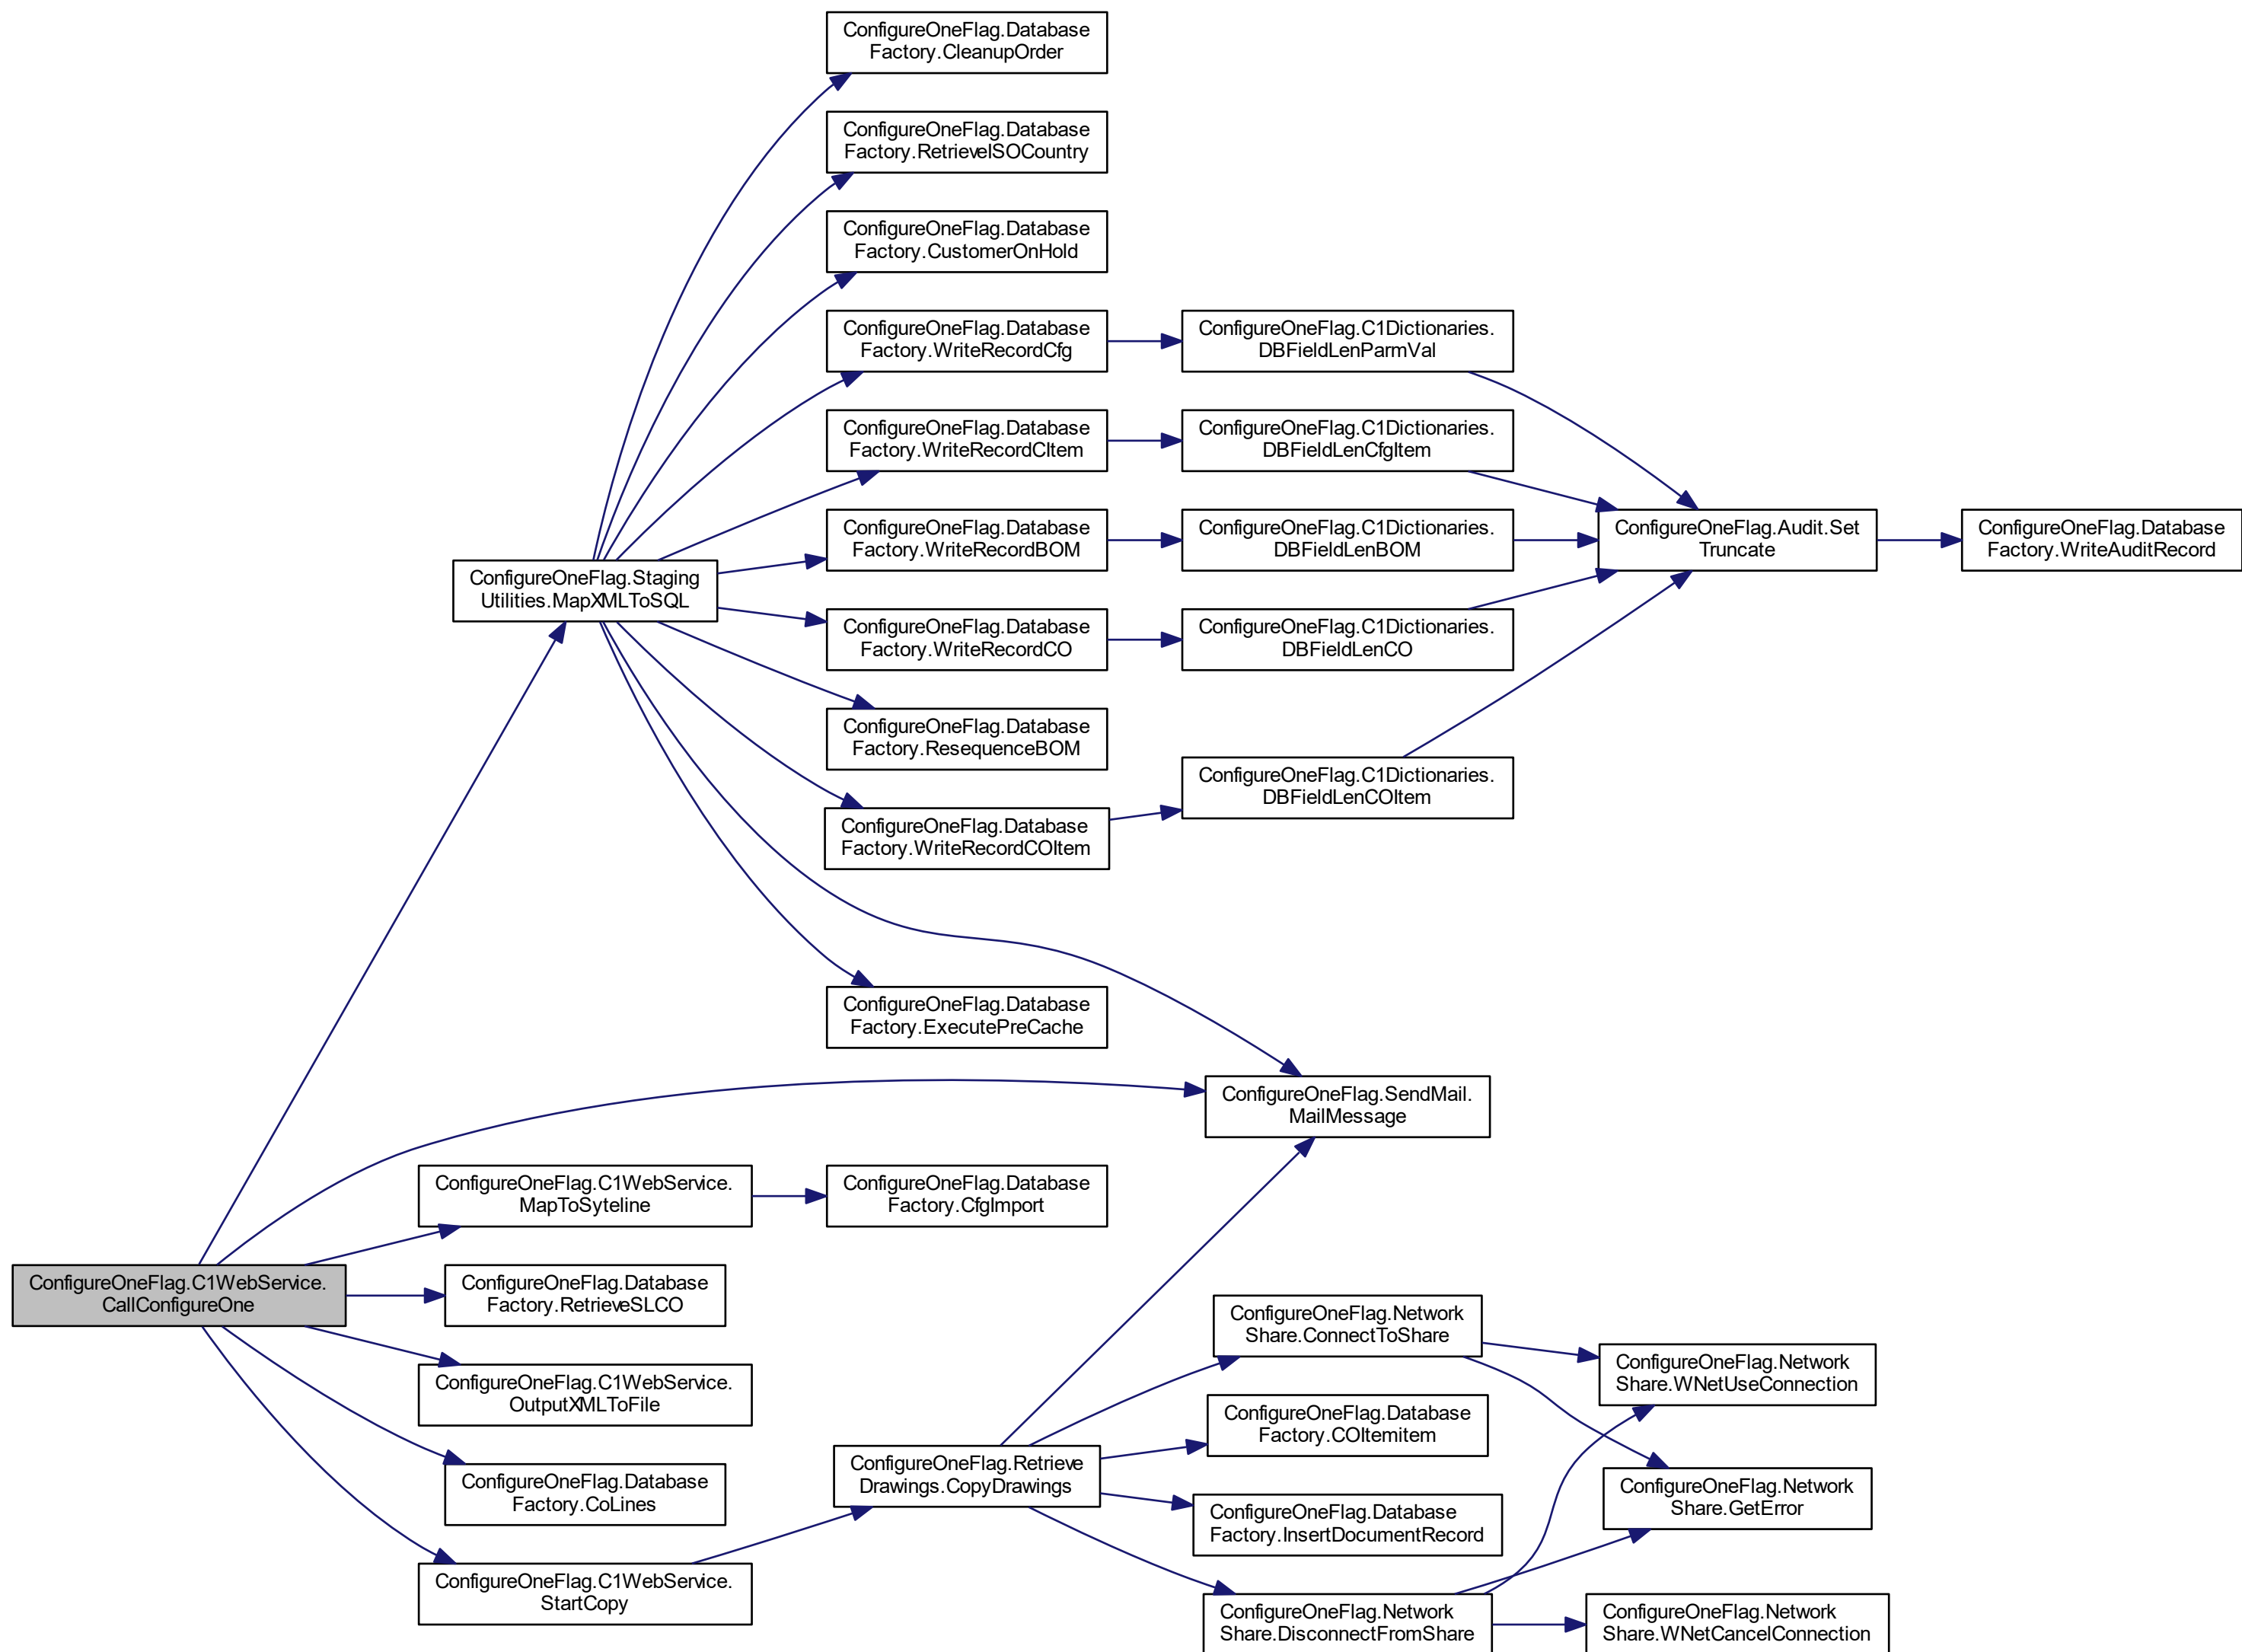 ConfigureOneFlag.Database
Factory.CleanupOrder
ConfigureOneFlag.Database
Factory.RetrieveISOCountry
ConfigureOneFlag.Database
Factory.CustomerOnHold
ConfigureOneFlag.Database
Factory.WriteRecordCfg
ConfigureOneFlag.C1Dictionaries.
DBFieldLenParmVal
ConfigureOneFlag.Database
Factory.WriteRecordCItem
ConfigureOneFlag.C1Dictionaries.
DBFieldLenCfgItem
ConfigureOneFlag.Database
Factory.WriteRecordBOM
ConfigureOneFlag.C1Dictionaries.
DBFieldLenBOM
ConfigureOneFlag.Audit.Set
Truncate
ConfigureOneFlag.Database
Factory.WriteAuditRecord
ConfigureOneFlag.Staging
Utilities.MapXMLToSQL
ConfigureOneFlag.Database
Factory.WriteRecordCO
ConfigureOneFlag.C1Dictionaries.
DBFieldLenCO
ConfigureOneFlag.Database
Factory.ResequenceBOM
ConfigureOneFlag.C1Dictionaries.
DBFieldLenCOItem
ConfigureOneFlag.Database
Factory.WriteRecordCOItem
ConfigureOneFlag.Database
Factory.ExecutePreCache
ConfigureOneFlag.SendMail.
MailMessage
ConfigureOneFlag.C1WebService.
MapToSyteline
ConfigureOneFlag.Database
Factory.CfgImport
ConfigureOneFlag.C1WebService.
CallConfigureOne
ConfigureOneFlag.Database
Factory.RetrieveSLCO
ConfigureOneFlag.Network
Share.ConnectToShare
ConfigureOneFlag.Network
Share.WNetUseConnection
ConfigureOneFlag.C1WebService.
OutputXMLToFile
ConfigureOneFlag.Database
Factory.COItemitem
ConfigureOneFlag.Retrieve
Drawings.CopyDrawings
ConfigureOneFlag.Database
Factory.CoLines
ConfigureOneFlag.Network
Share.GetError
ConfigureOneFlag.Database
Factory.InsertDocumentRecord
ConfigureOneFlag.C1WebService.
StartCopy
ConfigureOneFlag.Network
Share.DisconnectFromShare
ConfigureOneFlag.Network
Share.WNetCancelConnection